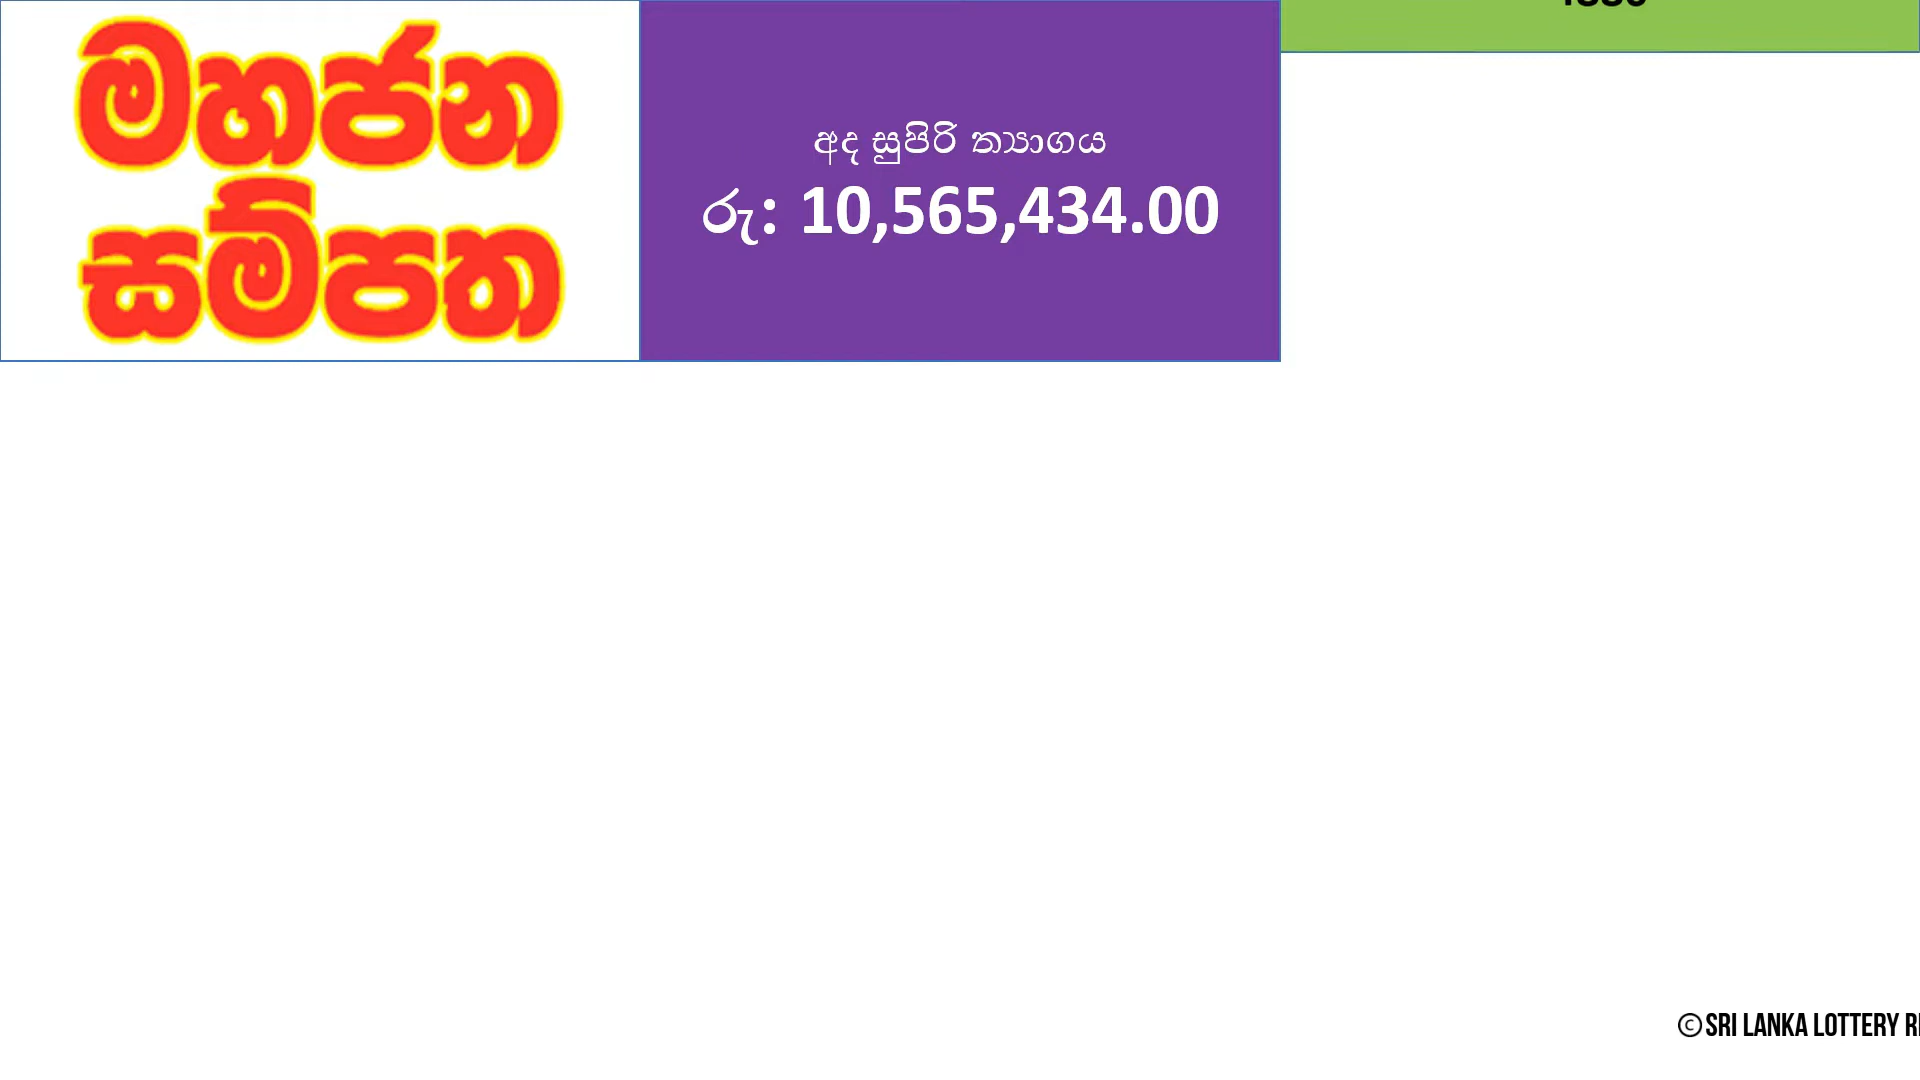 මහජන
සම්පත
අද සුපිරි ත්‍යාගය
රු: 10,565,434.00
© SRI LANKA LOTTERY